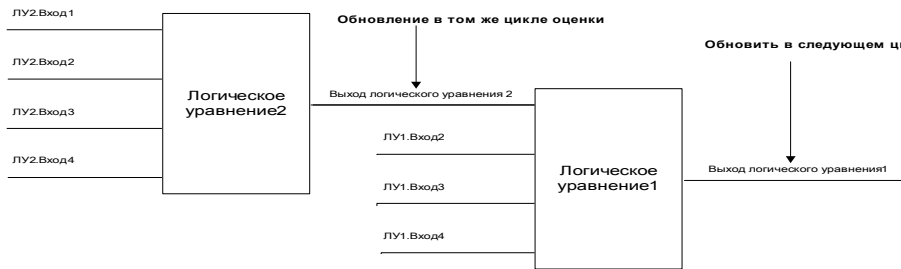 ЛУ2.Вход1
Обновление в том же цикле оценки
ЛУ2.Вход2
Обновить в следующем
Логическое
уравнение2
Выход логического уравнения 2
ЛУ2.Вход3
ЛУ1.Вход2
ЛУ2.Вход4
Логическое
уравнение1
Выход логического уравнения1
ЛУ1.Вход3
ЛУ1.Вход4